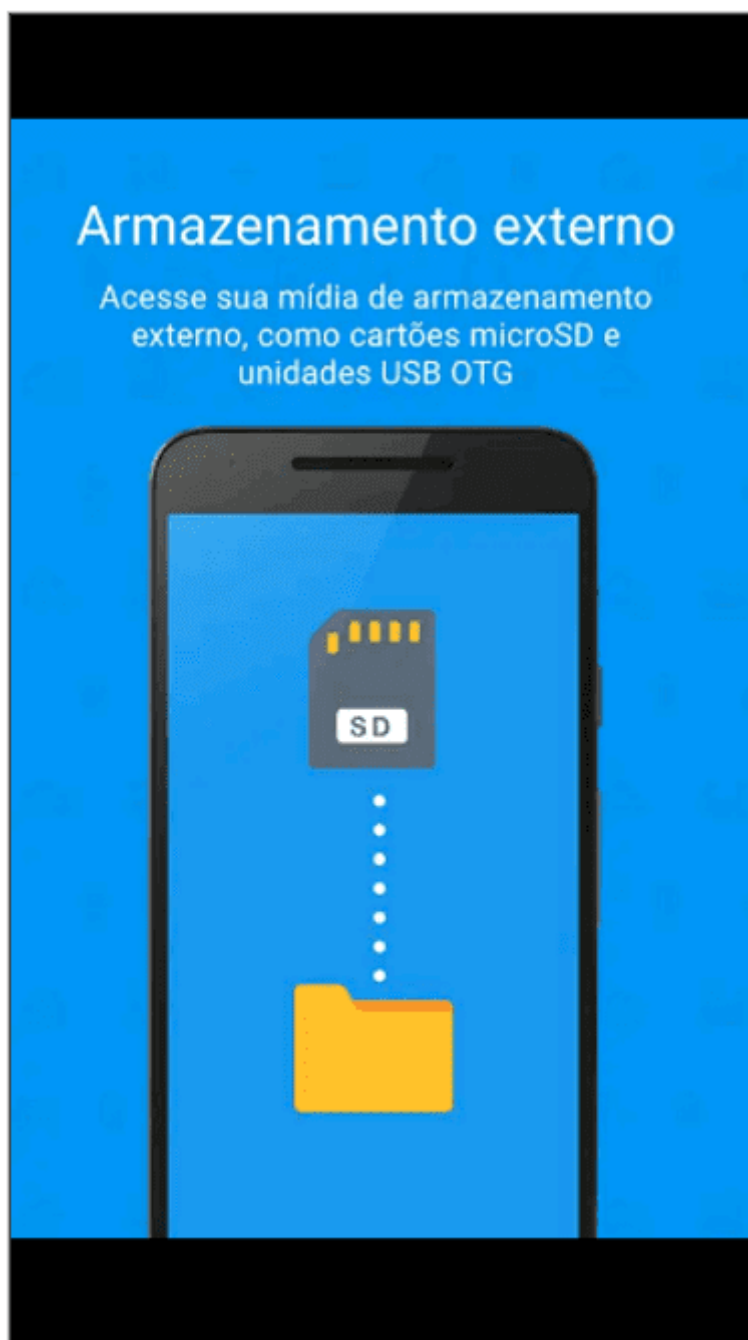 Armazenamento externo
Acesse sua mídia de armazenamento
externo, como cartões microSD e
unidades USB OTG
SD